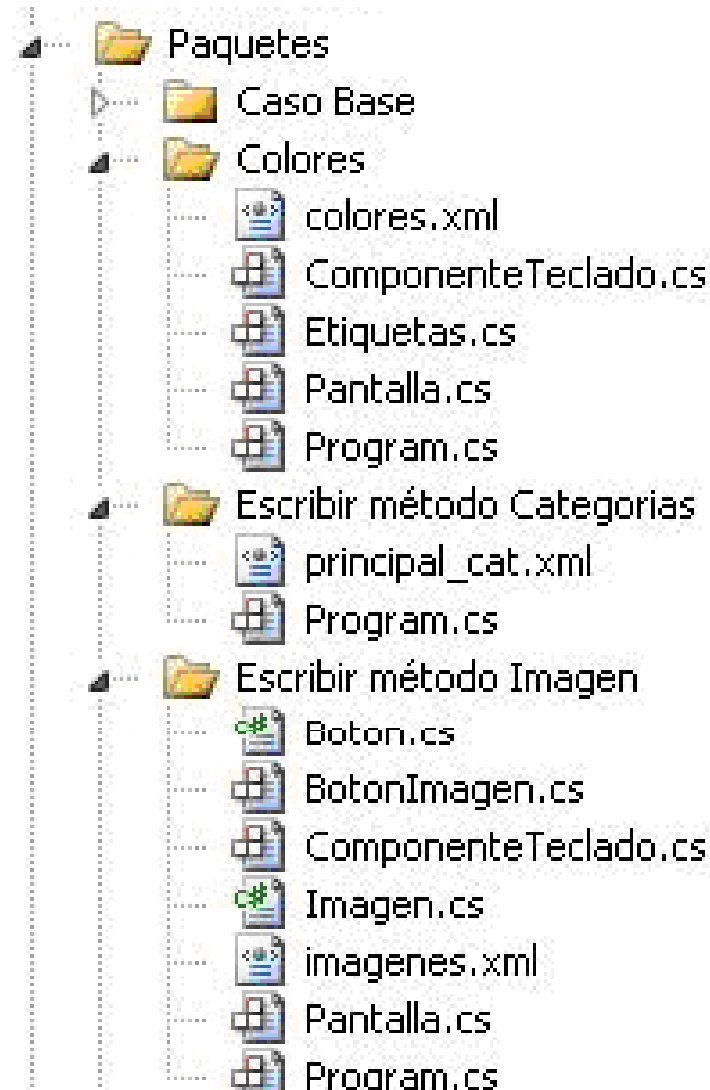 Paquetes
Caso Base
Colores
colores.xml
ComponenteTeclado.cs
Etiquetas.cs
Pantalla.cs
Program.cs
Escribir método Categorias
principal_cat.xml
Program.cs
Escribir método Imagen
Boton.cs
BotonImagen.cs
ComponenteTeclado.cs
Imagen.cs
imagenes.xml
Pantalla.cs
Program.cs